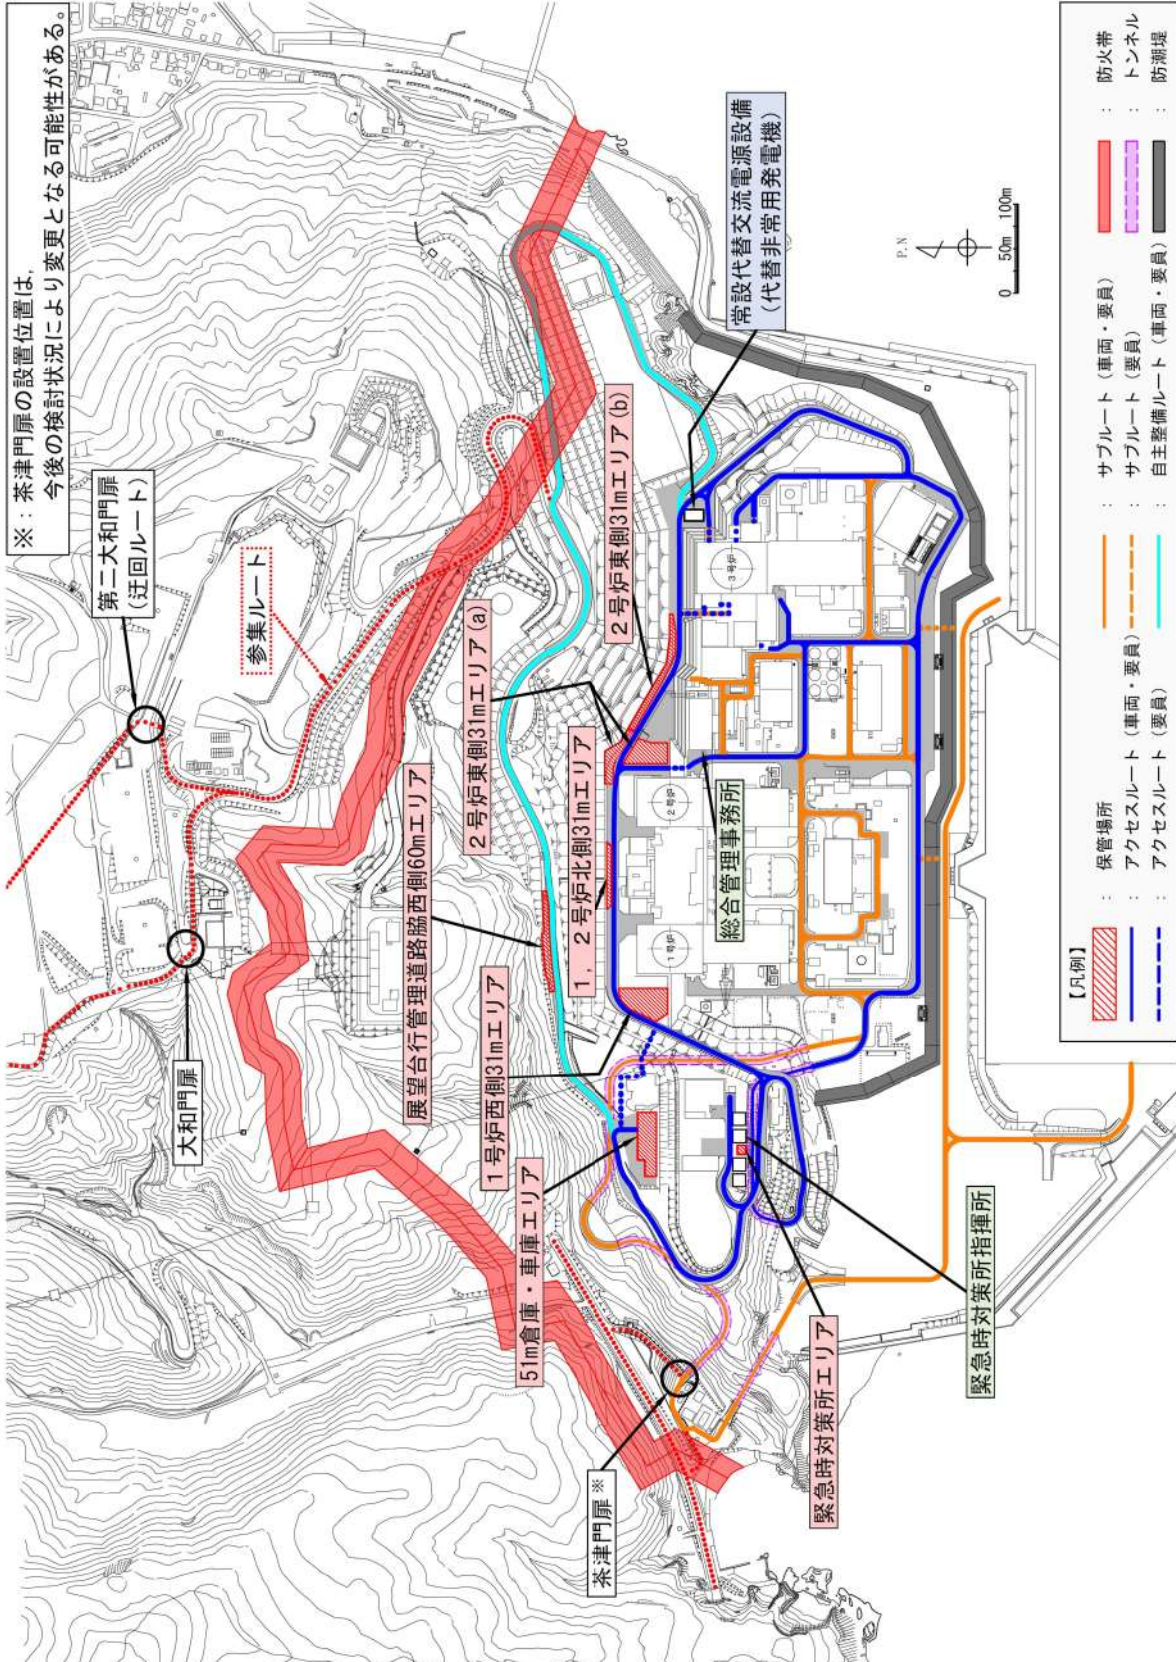 ※：茶津門扉の設置位置は，
今後の検討状況により変更となる可能性がある。
第二大和門扉
（迂回ルート）
参集ルート
大和門扉
展望台行管理道路脇西側60mエリア
2号炉東側31mエリア(a)
2号炉東側31mエリア(b)
1，2号炉北側31mエリア
1号炉西側31mエリア
51m倉庫・車庫エリア
茶津門扉※
緊急時対策所エリア
緊急時対策所指揮所
総合管理事務所
常設代替交流電源設備
（代替非常用発電機）
1号炉
2号炉
3号炉
P.N
0 50m 100m
【凡例】
：保管場所
：アクセスルート（車両・要員）
：アクセスルート（要員）
：サブルート（車両・要員）
：サブルート（要員）
：自主整備ルート（車両・要員）
：防火帯
：トンネル
：防潮堤